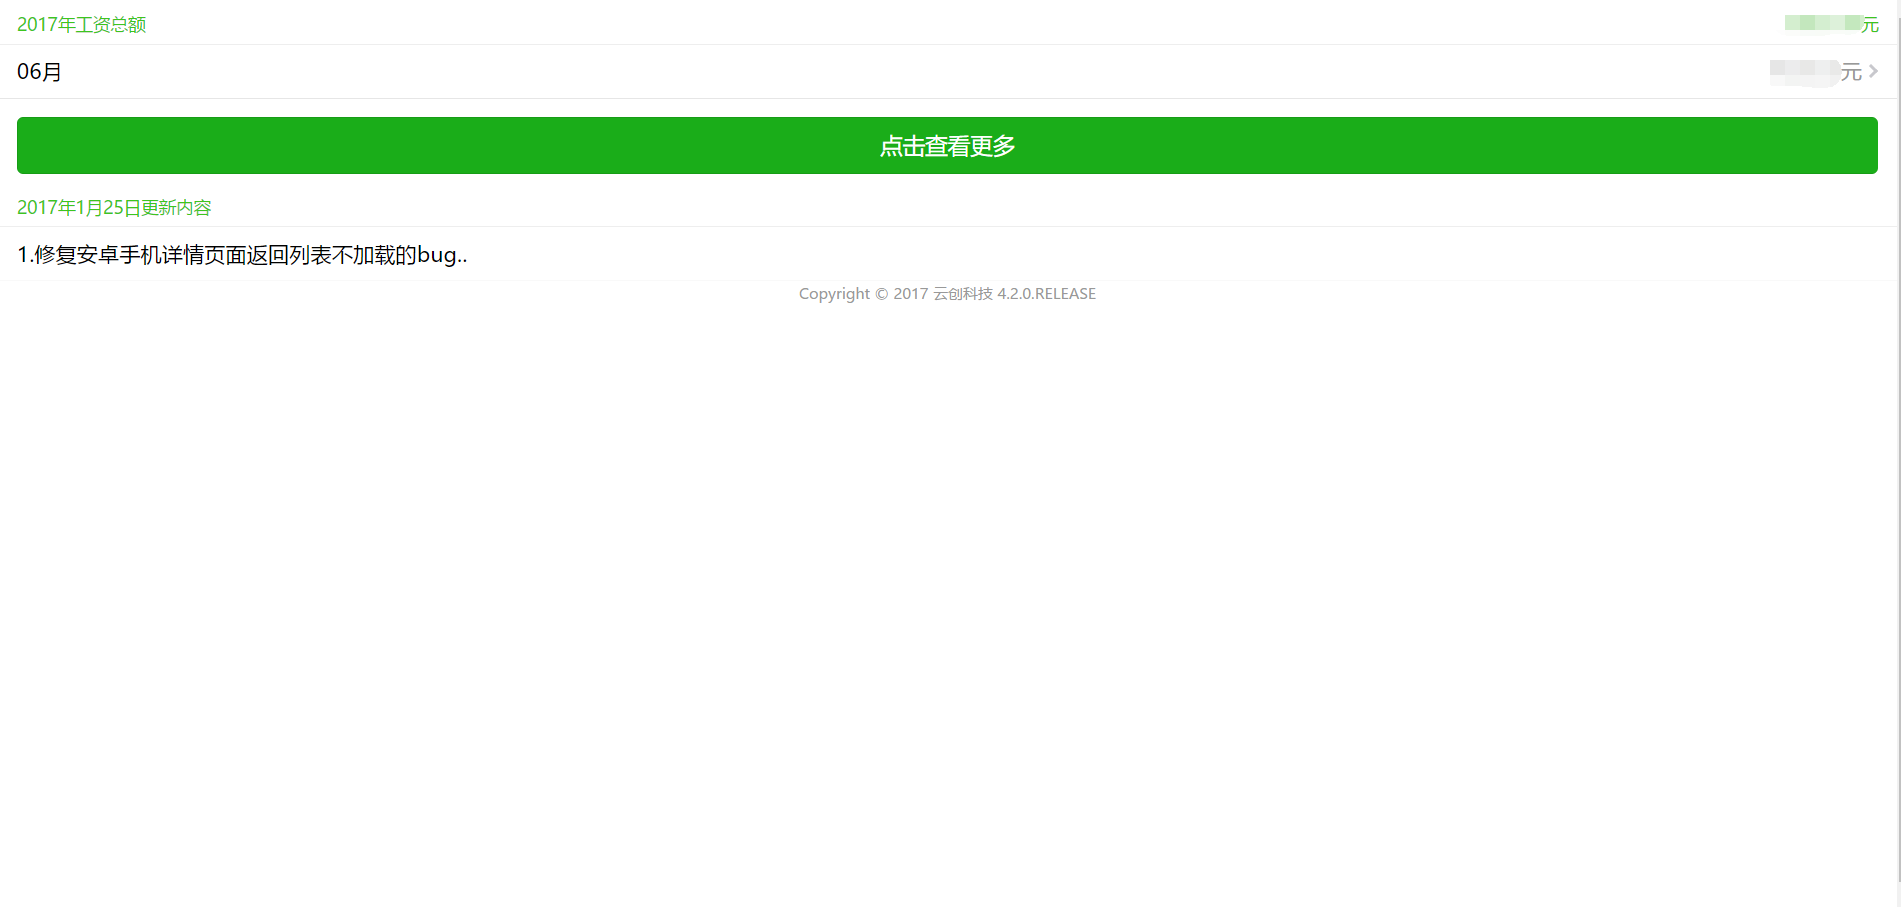 2017年工资总额 元
06月 元
点击查看更多
2017年1月25日更新内容
1.修复安卓手机详情页面返回列表不加载的bug..
Copyright © 2017 云创科技 4.2.0.RELEASE